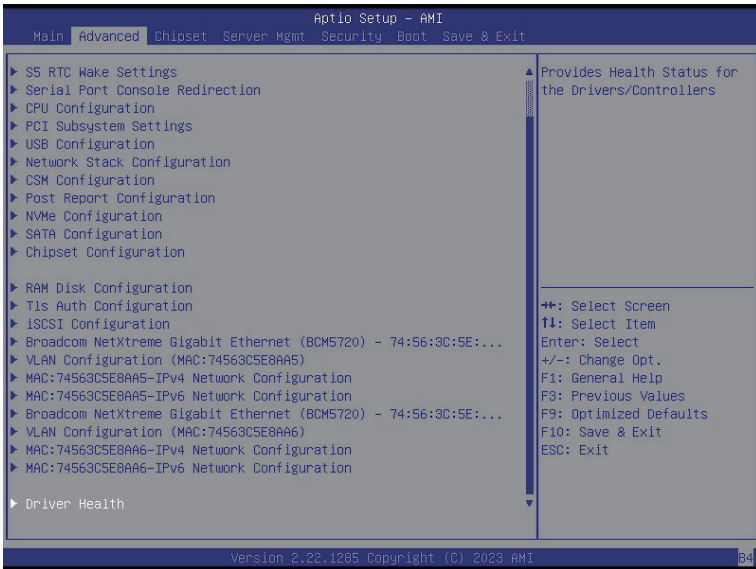 Aptio Setup – AMI
Main Advanced Chipset Server Mgmt Security Boot Save & Exit
▶ S5 RTC Wake Settings
▶ Serial Port Console Redirection
▶ CPU Configuration
▶ PCI Subsystem Settings
▶ USB Configuration
▶ Network Stack Configuration
▶ CSM Configuration
▶ Post Report Configuration
▶ NVMe Configuration
▶ SATA Configuration
▶ Chipset Configuration
▶ RAM Disk Configuration
▶ Tls Auth Configuration
▶ iSCSI Configuration
▶ Broadcom NetXtreme Gigabit Ethernet (BCM5720) – 74:56:3C:5E:...
▶ VLAN Configuration (MAC:74563C5E8AA5)
▶ MAC:74563C5E8AA5-IPv4 Network Configuration
▶ MAC:74563C5E8AA5-IPv6 Network Configuration
▶ Broadcom NetXtreme Gigabit Ethernet (BCM5720) – 74:56:3C:5E:...
▶ VLAN Configuration (MAC:74563C5E8AA6)
▶ MAC:74563C5E8AA6-IPv4 Network Configuration
▶ MAC:74563C5E8AA6-IPv6 Network Configuration
▶ Driver Health
Provides Health Status for
the Drivers/Controllers
→←: Select Screen
↑↓: Select Item
Enter: Select
+/-: Change Opt.
F1: General Help
F3: Previous Values
F9: Optimized Defaults
F10: Save & Exit
ESC: Exit
Version 2.22.1285 Copyright (C) 2023 AMI
B4